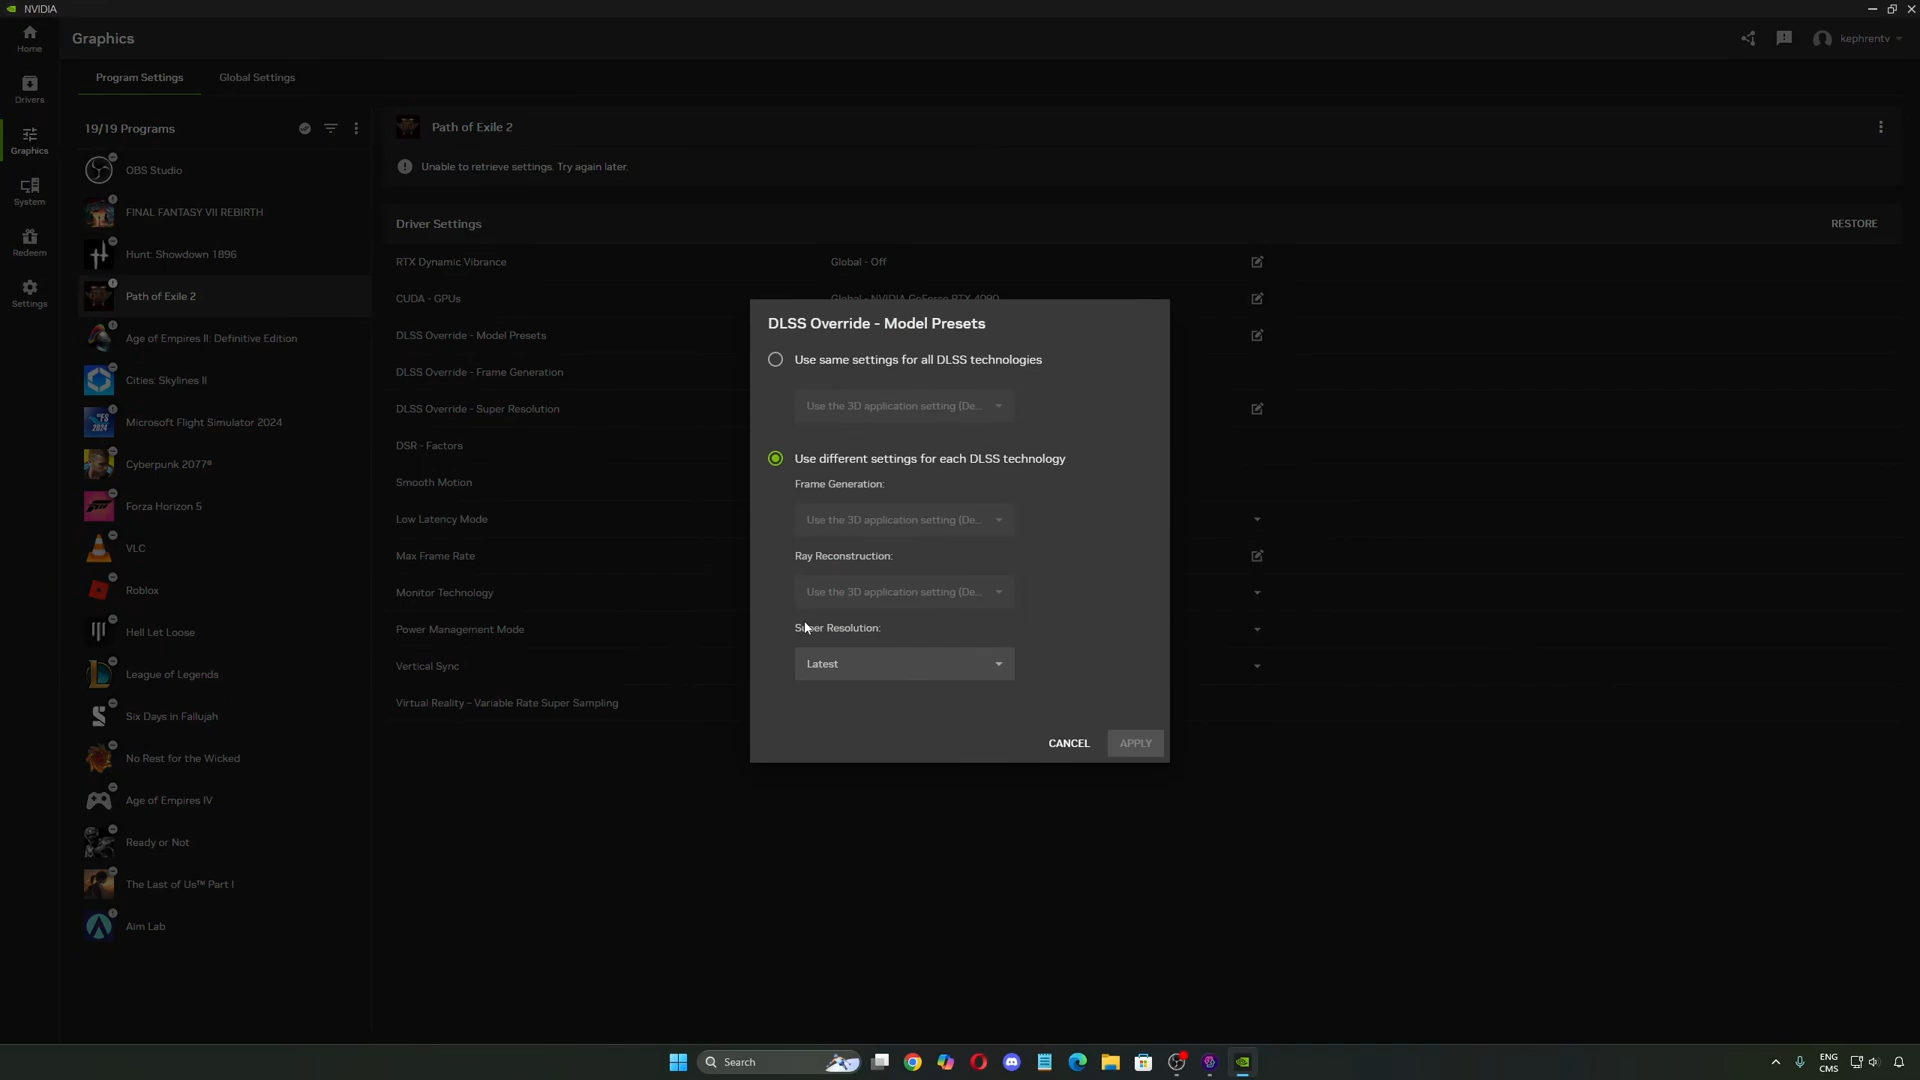 NVIDIA
Home
Graphics
kephrentv
Program Settings
Global Settings
Drivers
19/19 Programs
Path of Exile 2
Graphics
Unable to retrieve settings. Try again later.
OBS Studio
System
FINAL FANTASY VII REBIRTH
Driver Settings
RESTORE
Redeem
Hunt: Showdown 1896
RTX Dynamic Vibrance
Global - Off
Settings
Path of Exile 2
CUDA - GPUs
Global - NVIDIA GeForce RTX 4090
DLSS Override - Model Presets
Age of Empires II: Definitive Edition
DLSS Override - Model Presets
Use same settings for all DLSS technologies
Cities: Skylines II
DLSS Override - Frame Generation
Use the 3D application setting (De...
Microsoft Flight Simulator 2024
DLSS Override - Super Resolution
DSR - Factors
Use different settings for each DLSS technology
Cyberpunk 2077®
Smooth Motion
Frame Generation:
Forza Horizon 5
Low Latency Mode
Use the 3D application setting (De...
VLC
Max Frame Rate
Ray Reconstruction:
Roblox
Monitor Technology
Use the 3D application setting (De...
Hell Let Loose
Power Management Mode
Super Resolution:
League of Legends
Vertical Sync
Latest
Six Days in Fallujah
Virtual Reality – Variable Rate Super Sampling
No Rest for the Wicked
CANCEL
APPLY
Age of Empires IV
Ready or Not
The Last of Us™ Part I
Aim Lab
Search
ENG
CMS